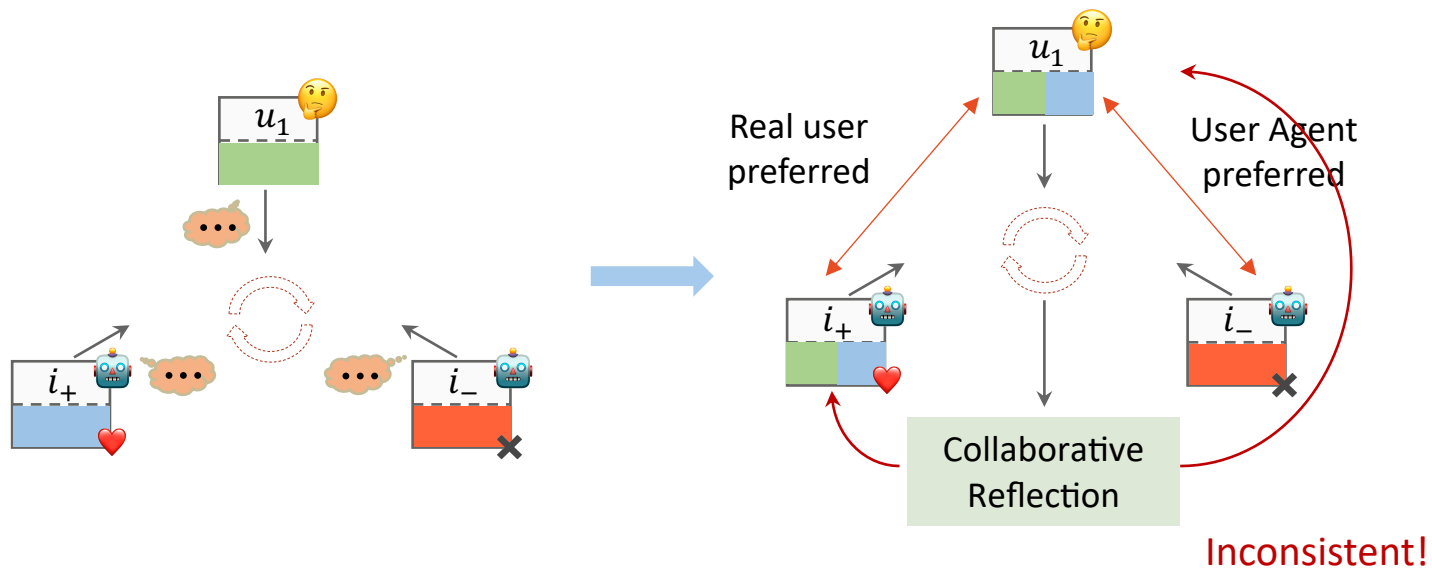 u₁
i₊
i₋
u₁
Real user
preferred
User Agent
preferred
i₊
i₋
Collaborative
Reflection
Inconsistent!